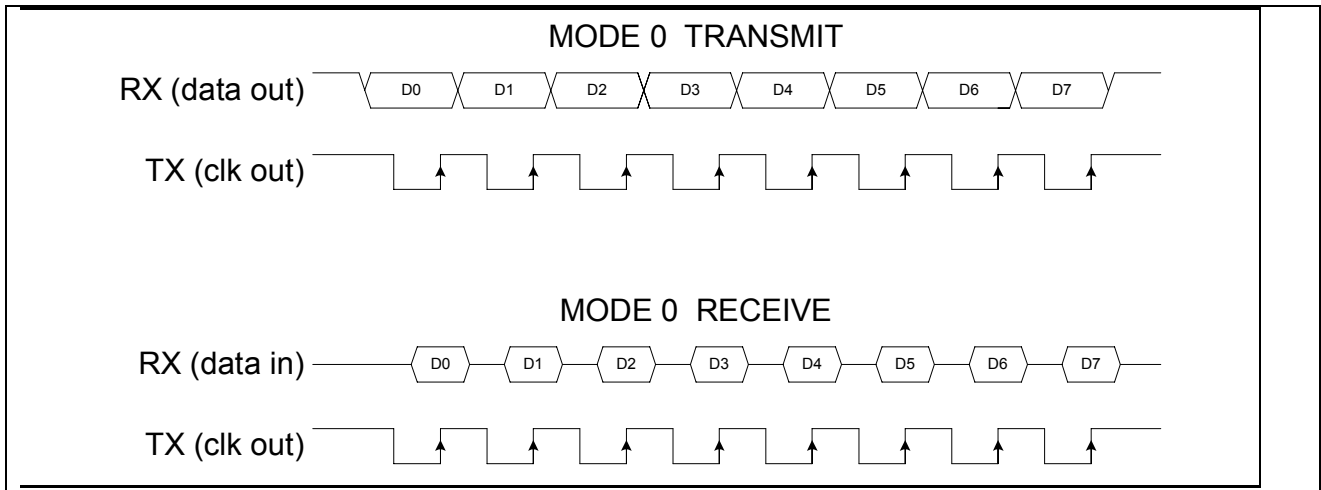 MODE 0 TRANSMIT
RX (data out) D0 D1 D2 D3 D4 D5 D6 D7
TX (clk out)
MODE 0 RECEIVE
RX (data in) D0 D1 D2 D3 D4 D5 D6 D7
TX (clk out)